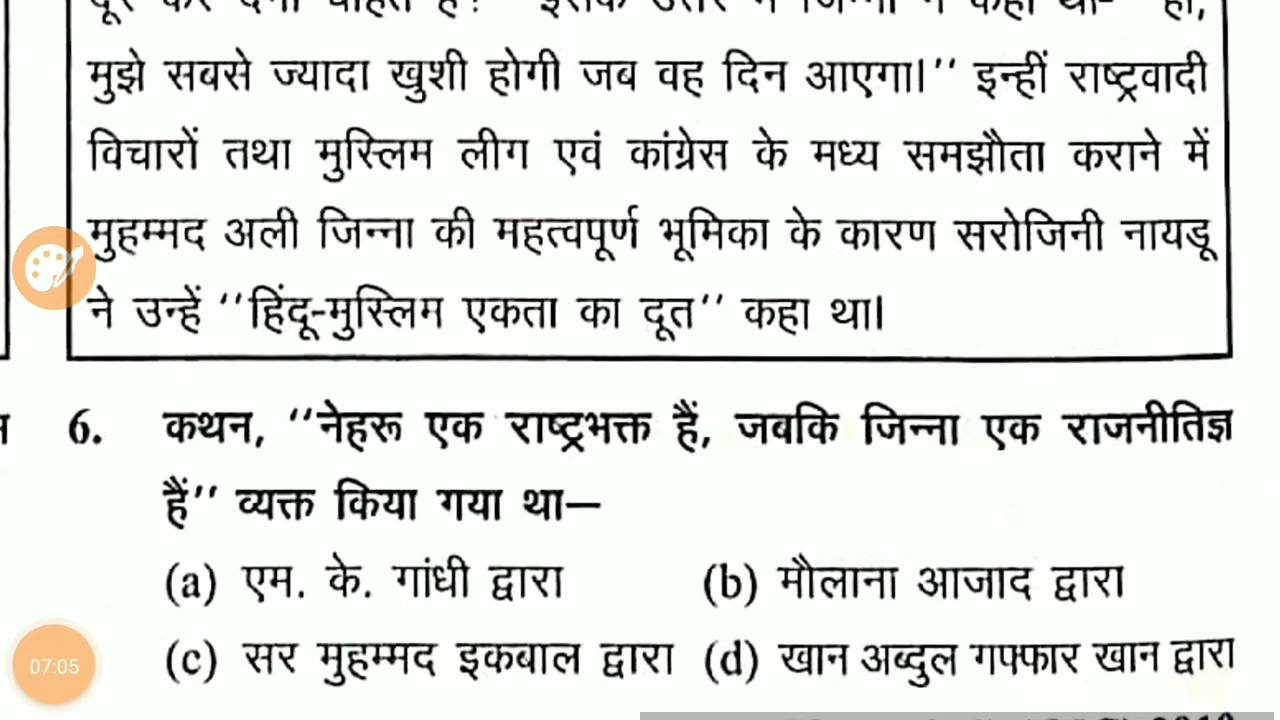 मुझे सबसे ज्यादा खुशी होगी जब वह दिन आएगा।'' इन्हीं राष्ट्रवादी
विचारों तथा मुस्लिम लीग एवं कांग्रेस के मध्य समझौता कराने में
मुहम्मद अली जिन्ना की महत्वपूर्ण भूमिका के कारण सरोजिनी नायडू
ने उन्हें ''हिंदू-मुस्लिम एकता का दूत'' कहा था।
6. कथन, ''नेहरू एक राष्ट्रभक्त हैं, जबकि जिन्ना एक राजनीतिज्ञ
हैं'' व्यक्त किया गया था—
(a) एम. के. गांधी द्वारा (b) मौलाना आजाद द्वारा
(c) सर मुहम्मद इकबाल द्वारा (d) खान अब्दुल गफ्फार खान द्वारा
07:05